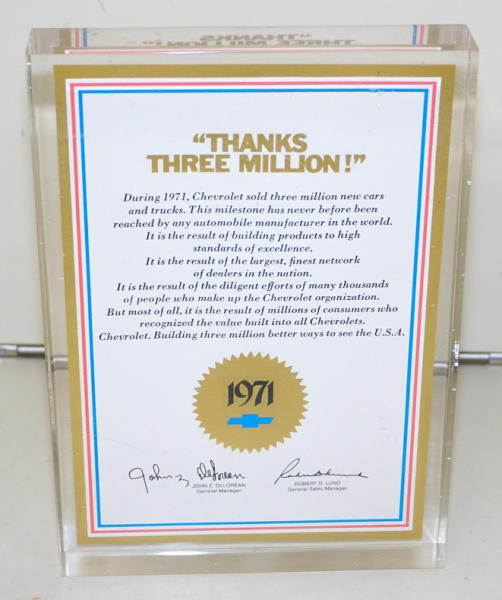 "THANKS
THREE MILLION!"
"THANKS
THREE MILLION!"
During 1971, Chevrolet sold three million new cars
and trucks. This milestone has never before been
reached by any automobile manufacturer in the world.
It is the result of building products to high
standards of excellence.
It is the result of the largest, finest network
of dealers in the nation.
It is the result of the diligent efforts of many thousands
of people who make up the Chevrolet organization.
But most of all, it is the result of millions of consumers who
recognized the value built into all Chevrolets.
Chevrolet. Building three million better ways to see the U.S.A.
1971
John Z DeLorean
JOHN Z. DeLOREAN
General Manager
ROBERT D. LUND
General Sales Manager